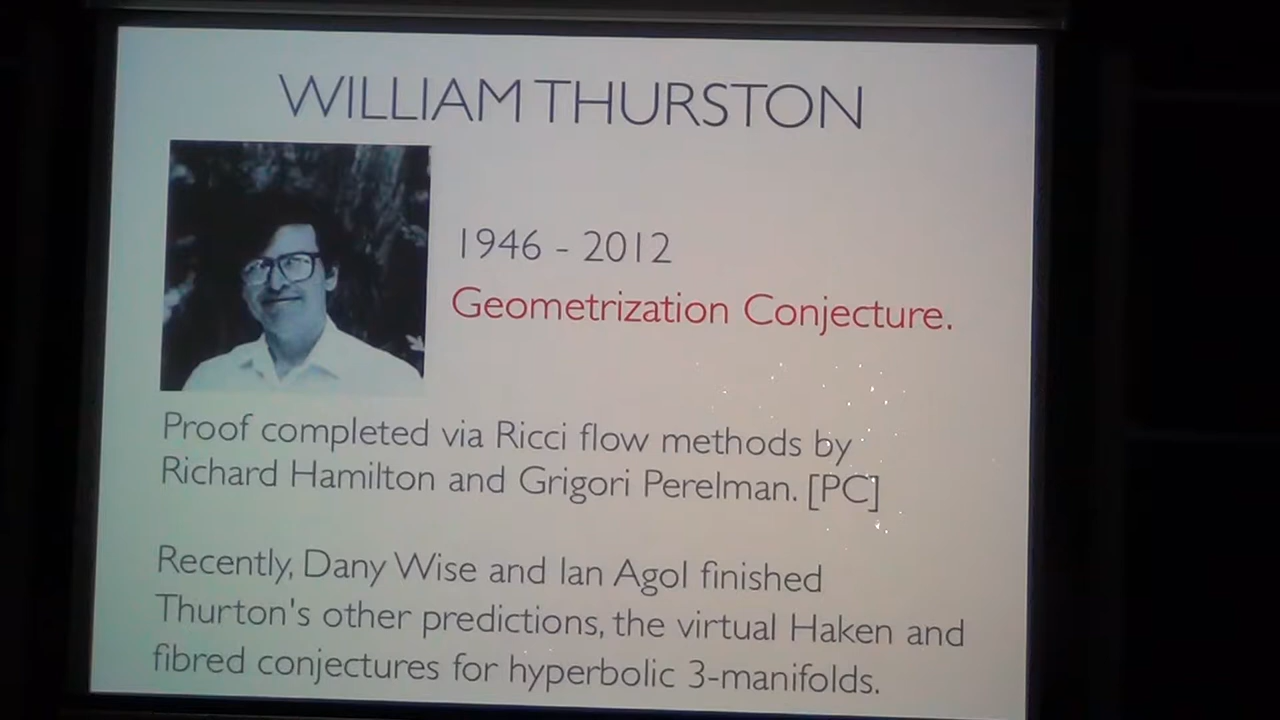 WILLIAM THURSTON
1946 - 2012
Geometrization Conjecture.
Proof completed via Ricci flow methods by
Richard Hamilton and Grigori Perelman. [PC]
Recently, Dany Wise and Ian Agol finished
Thurton's other predictions, the virtual Haken and
fibred conjectures for hyperbolic 3-manifolds.